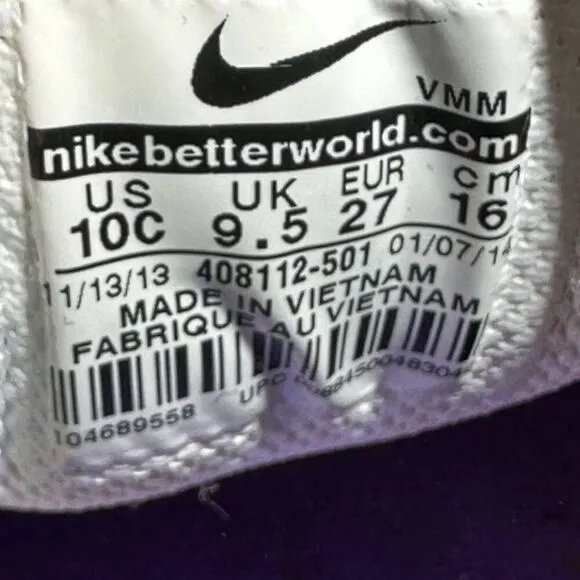 VMM
nikebetterworld.com
US UK EUR cm
10C 9.5 27 16
11/13/13 408112-501 01/07/14
MADE IN VIETNAM
FABRIQUE AU VIETNAM
104689558 UPC